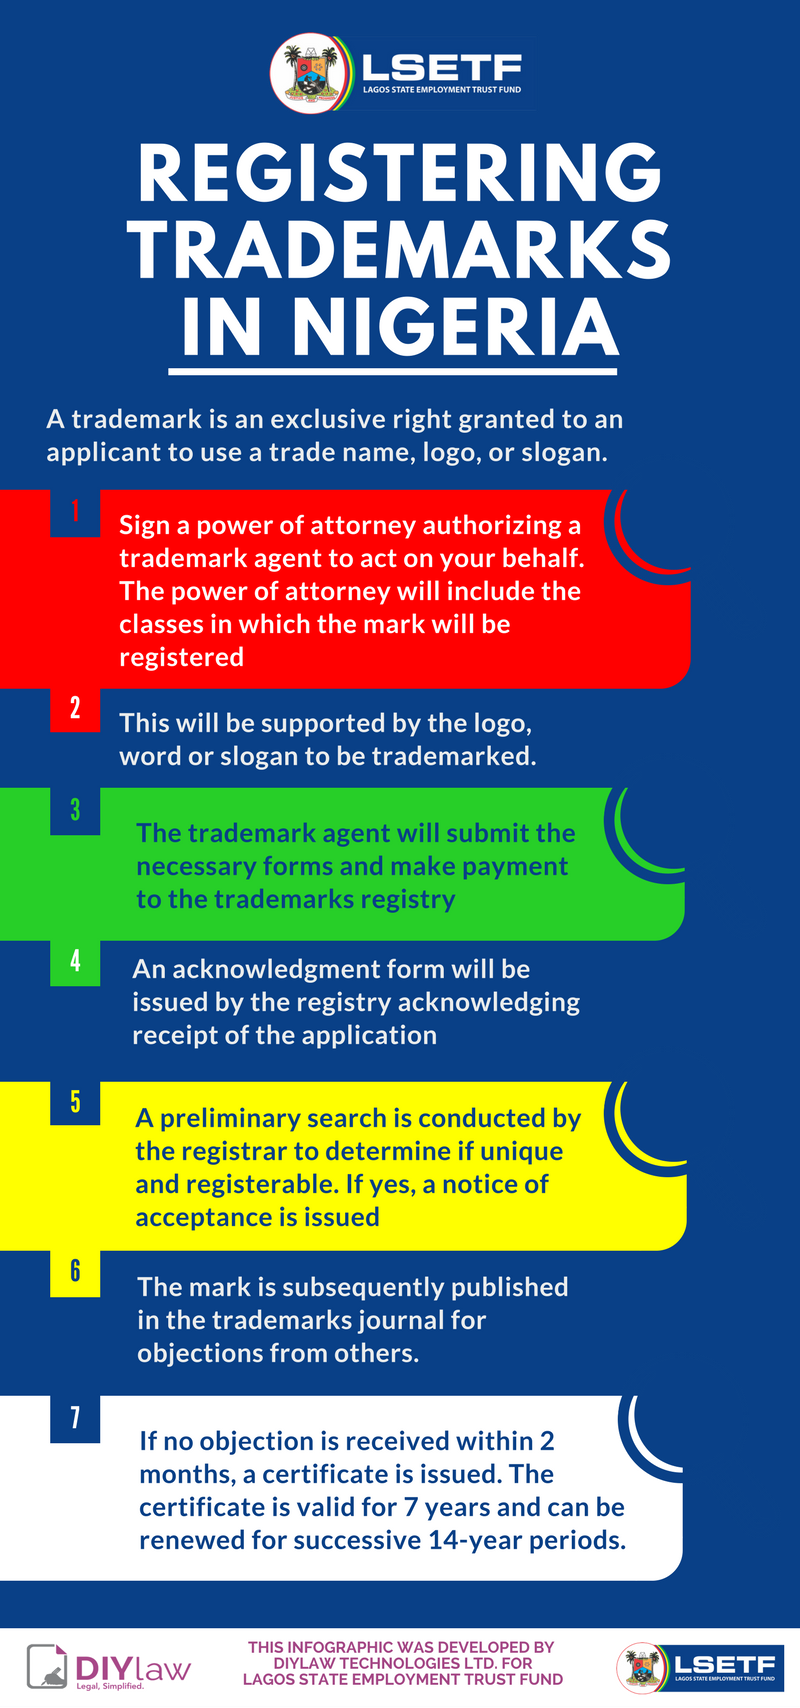 LSETF
LAGOS STATE EMPLOYMENT TRUST FUND
REGISTERING
TRADEMARKS
IN NIGERIA
A trademark is an exclusive right granted to an
applicant to use a trade name, logo, or slogan.
1
Sign a power of attorney authorizing a
trademark agent to act on your behalf.
The power of attorney will include the
classes in which the mark will be
registered
2
This will be supported by the logo,
word or slogan to be trademarked.
3
The trademark agent will submit the
necessary forms and make payment
to the trademarks registry
4
An acknowledgment form will be
issued by the registry acknowledging
receipt of the application
5
A preliminary search is conducted by
the registrar to determine if unique
and registerable. If yes, a notice of
acceptance is issued
6
The mark is subsequently published
in the trademarks journal for
objections from others.
7
If no objection is received within 2
months, a certificate is issued. The
certificate is valid for 7 years and can be
renewed for successive 14-year periods.
DIYlaw
Legal, Simplified.
THIS INFOGRAPHIC WAS DEVELOPED BY
DIYLAW TECHNOLOGIES LTD. FOR
LAGOS STATE EMPLOYMENT TRUST FUND
LSETF
LAGOS STATE EMPLOYMENT TRUST FUND